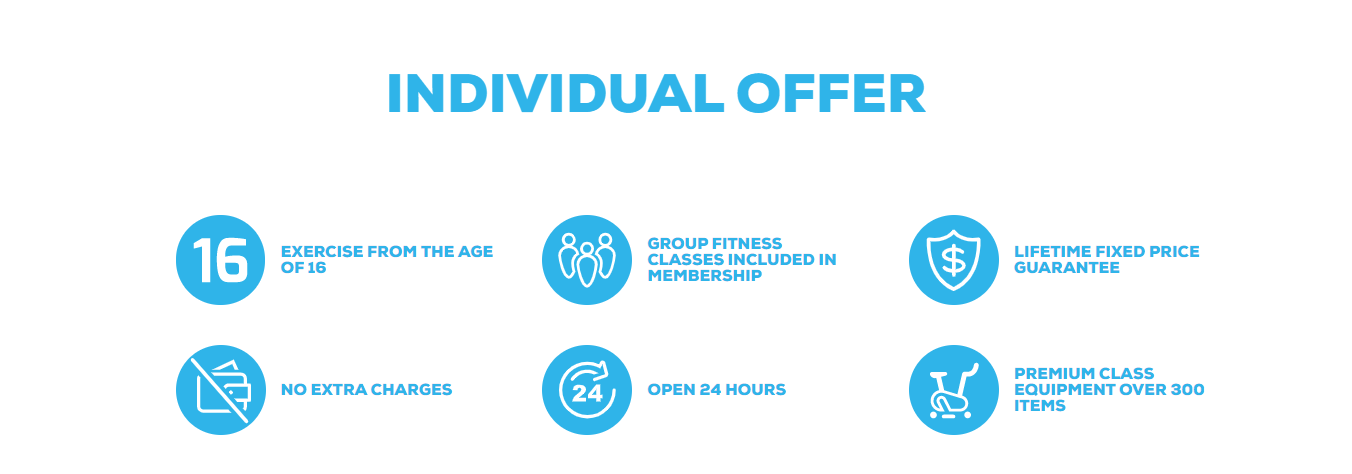 INDIVIDUAL OFFER
16
EXERCISE FROM THE AGE
OF 16
GROUP FITNESS
CLASSES INCLUDED IN
MEMBERSHIP
$
LIFETIME FIXED PRICE
GUARANTEE
NO EXTRA CHARGES
24
OPEN 24 HOURS
PREMIUM CLASS
EQUIPMENT OVER 300
ITEMS